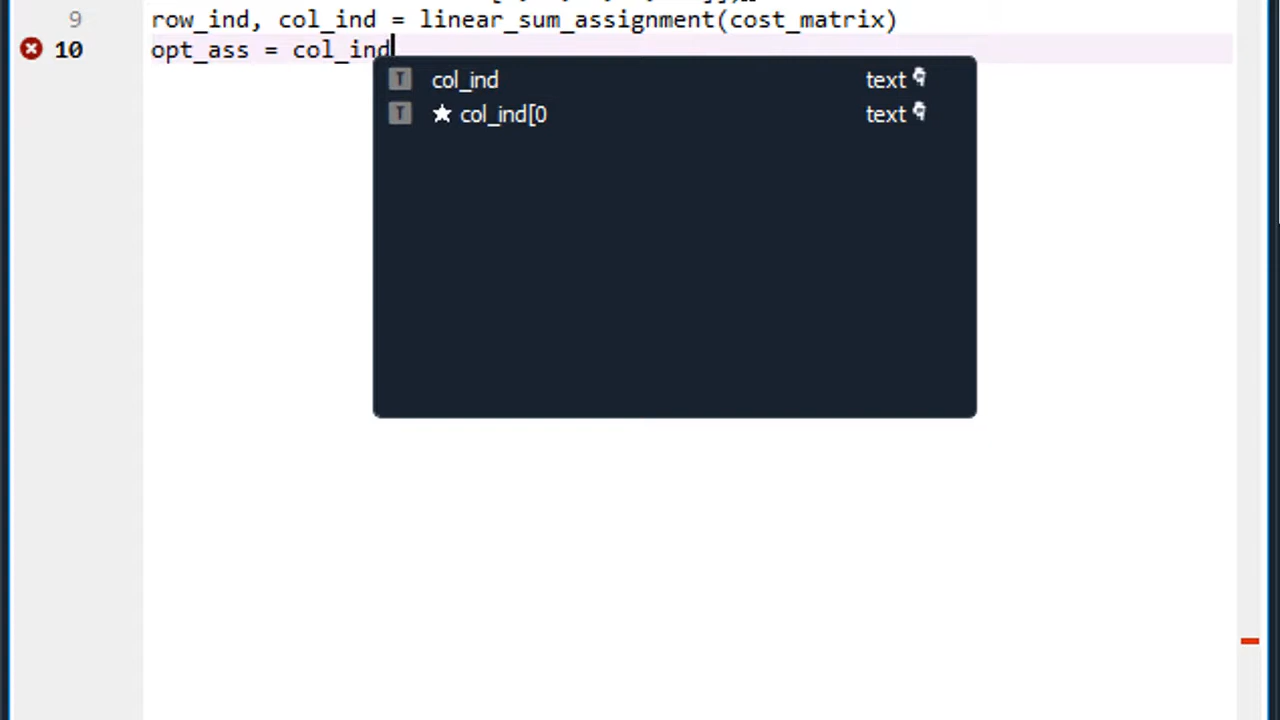 9 row_ind, col_ind = linear_sum_assignment(cost_matrix)
10 opt_ass = col_ind
T col_ind text
T ★ col_ind[0 text